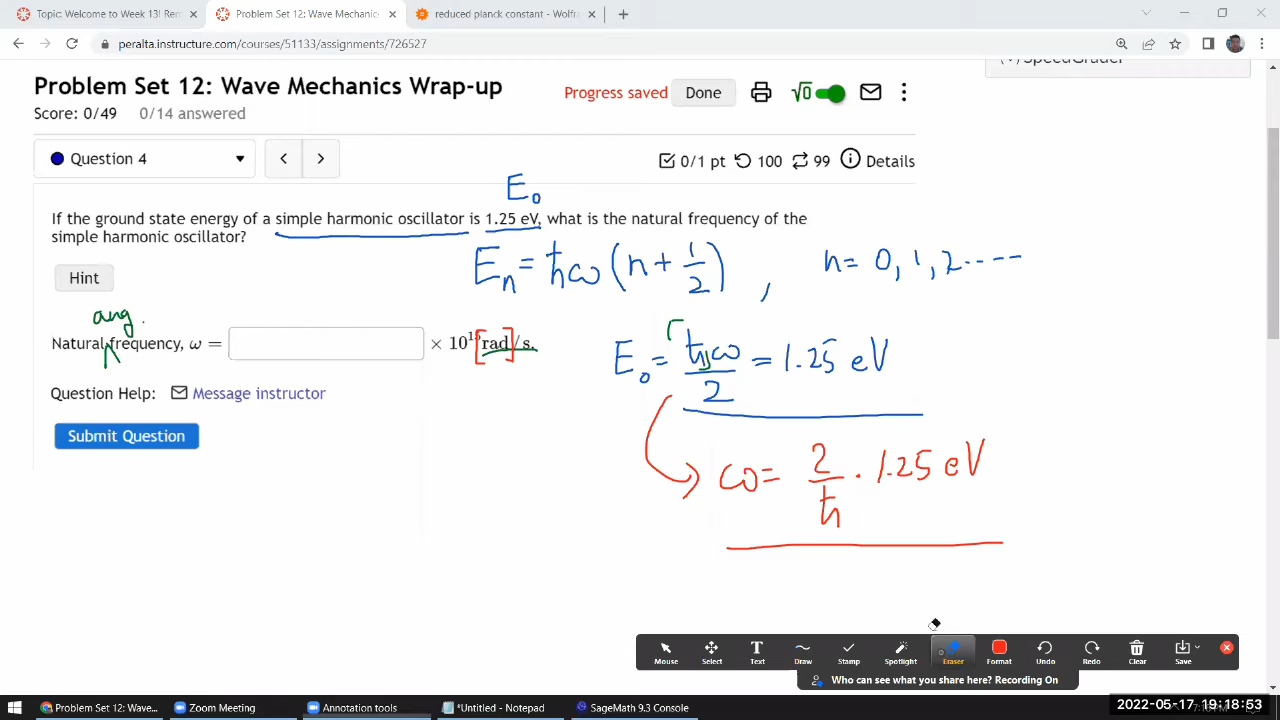 Topic: Welcome to Week 13! Rem
Problem Set 12: Wave Mechanics
reduced planck constant - Wolfr
peralta.instructure.com/courses/51133/assignments/726527
Problem Set 12: Wave Mechanics Wrap-up
Progress saved
Done
√0
Score: 0/49 0/14 answered
Question 4
0/1 pt 100 99 Details
E₀
If the ground state energy of a simple harmonic oscillator is 1.25 eV, what is the natural frequency of the
simple harmonic oscillator?
Eₙ = ħω (n + 1/2) , n = 0, 1, 2 ----
Hint
ang.
Natural frequency, ω = × 10¹⁵ [rad]/s.
E₀ = ħω/2 = 1.25 eV
Question Help: Message instructor
Submit Question
ω = 2/ħ · 1.25 eV
Mouse Select Text Draw Stamp Spotlight Eraser Format Undo Redo Clear Save
Who can see what you share here? Recording On
Problem Set 12: Wave...
Zoom Meeting
Annotation tools
*Untitled - Notepad
SageMath 9.3 Console
2022-05-17 19:18:53